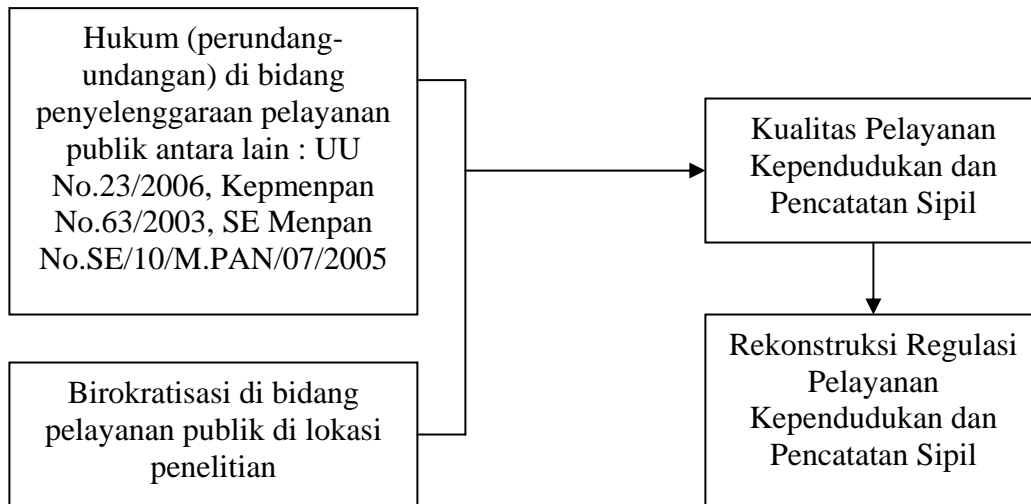 Hukum (perundang-
undangan) di bidang
penyelenggaraan pelayanan
publik antara lain : UU
No.23/2006, Kepmenpan
No.63/2003, SE Menpan
No.SE/10/M.PAN/07/2005
Birokratisasi di bidang
pelayanan publik di lokasi
penelitian
Kualitas Pelayanan
Kependudukan dan
Pencatatan Sipil
Rekonstruksi Regulasi
Pelayanan
Kependudukan dan
Pencatatan Sipil